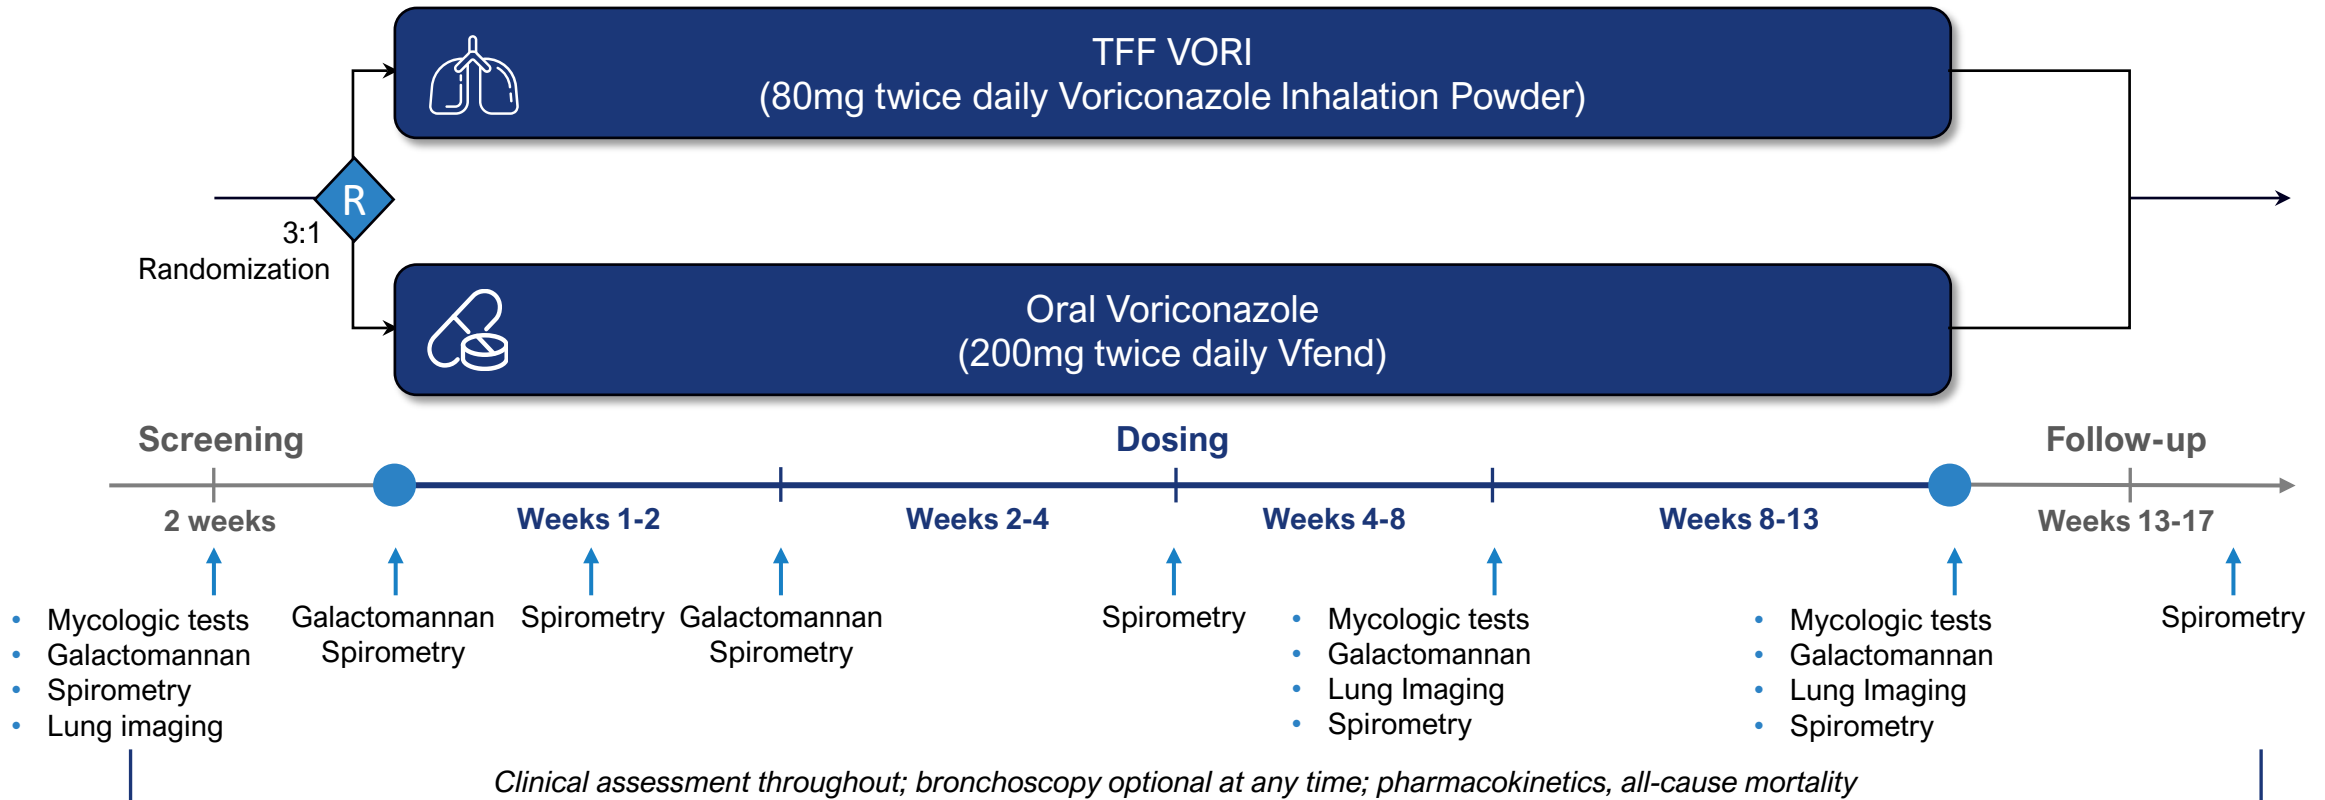 TFF VORI
(80mg twice daily Voriconazole Inhalation Powder)
R
3:1
Randomization
Oral Voriconazole
(200mg twice daily Vfend)
Screening
Dosing
Follow-up
2 weeks
Weeks 1-2
Weeks 2-4
Weeks 4-8
Weeks 8-13
Weeks 13-17
• Mycologic tests
• Galactomannan
• Spirometry
• Lung imaging
Galactomannan
Spirometry
Spirometry
Galactomannan
Spirometry
Spirometry
• Mycologic tests
• Galactomannan
• Lung Imaging
• Spirometry
• Mycologic tests
• Galactomannan
• Lung Imaging
• Spirometry
Spirometry
Clinical assessment throughout; bronchoscopy optional at any time; pharmacokinetics, all-cause mortality